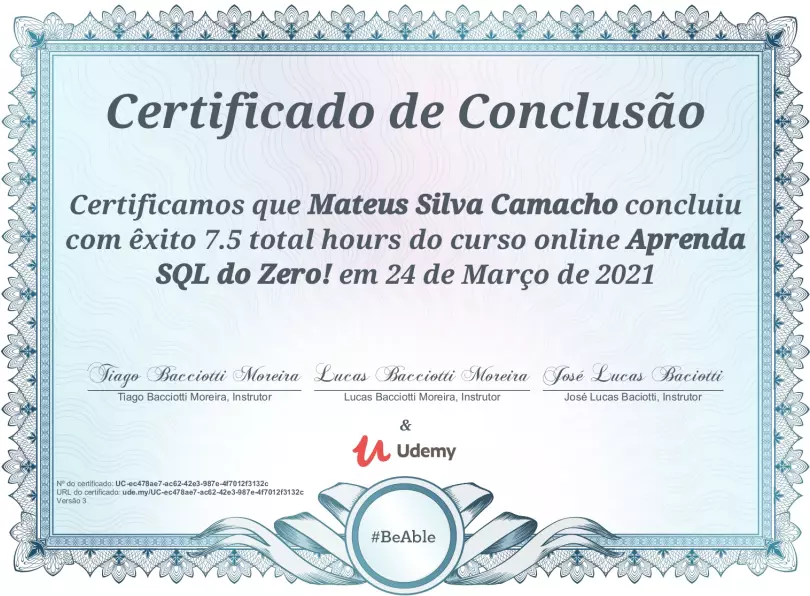 Certificado de Conclusão
Certificamos que Mateus Silva Camacho concluiu
com êxito 7.5 total hours do curso online Aprenda
SQL do Zero! em 24 de Março de 2021
Tiago Bacciotti Moreira Lucas Bacciotti Moreira José Lucas Baciotti
Tiago Bacciotti Moreira, Instrutor Lucas Bacciotti Moreira, Instrutor José Lucas Baciotti, Instrutor
&
Udemy
Nº do certificado: UC-ec478ae7-ac62-42e3-987e-4f7012f3132c
URL do certificado: ude.my/UC-ec478ae7-ac62-42e3-987e-4f7012f3132c
Versão 3
#BeAble